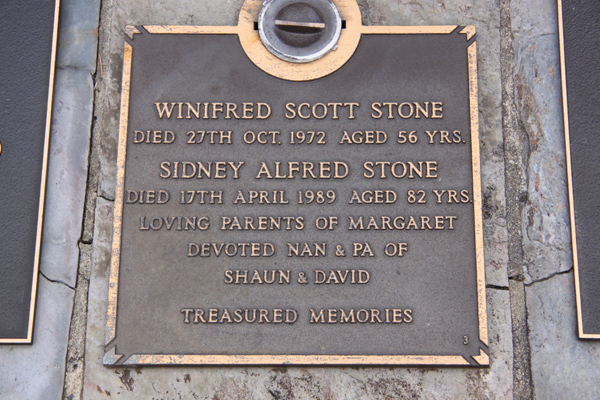 WINIFRED SCOTT STONE
DIED 27TH OCT. 1972 AGED 56 YRS.
SIDNEY ALFRED STONE
DIED 17TH APRIL 1989 AGED 82 YRS.
LOVING PARENTS OF MARGARET
DEVOTED NAN & PA OF
SHAUN & DAVID
TREASURED MEMORIES
3